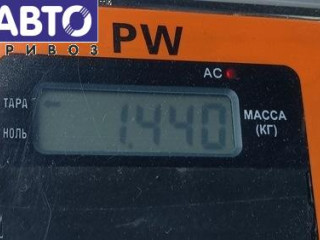 АВТО
ПРИВОЗ
PW
AC
ТАРА
1.440
МАССА
(КГ)
НОЛЬ